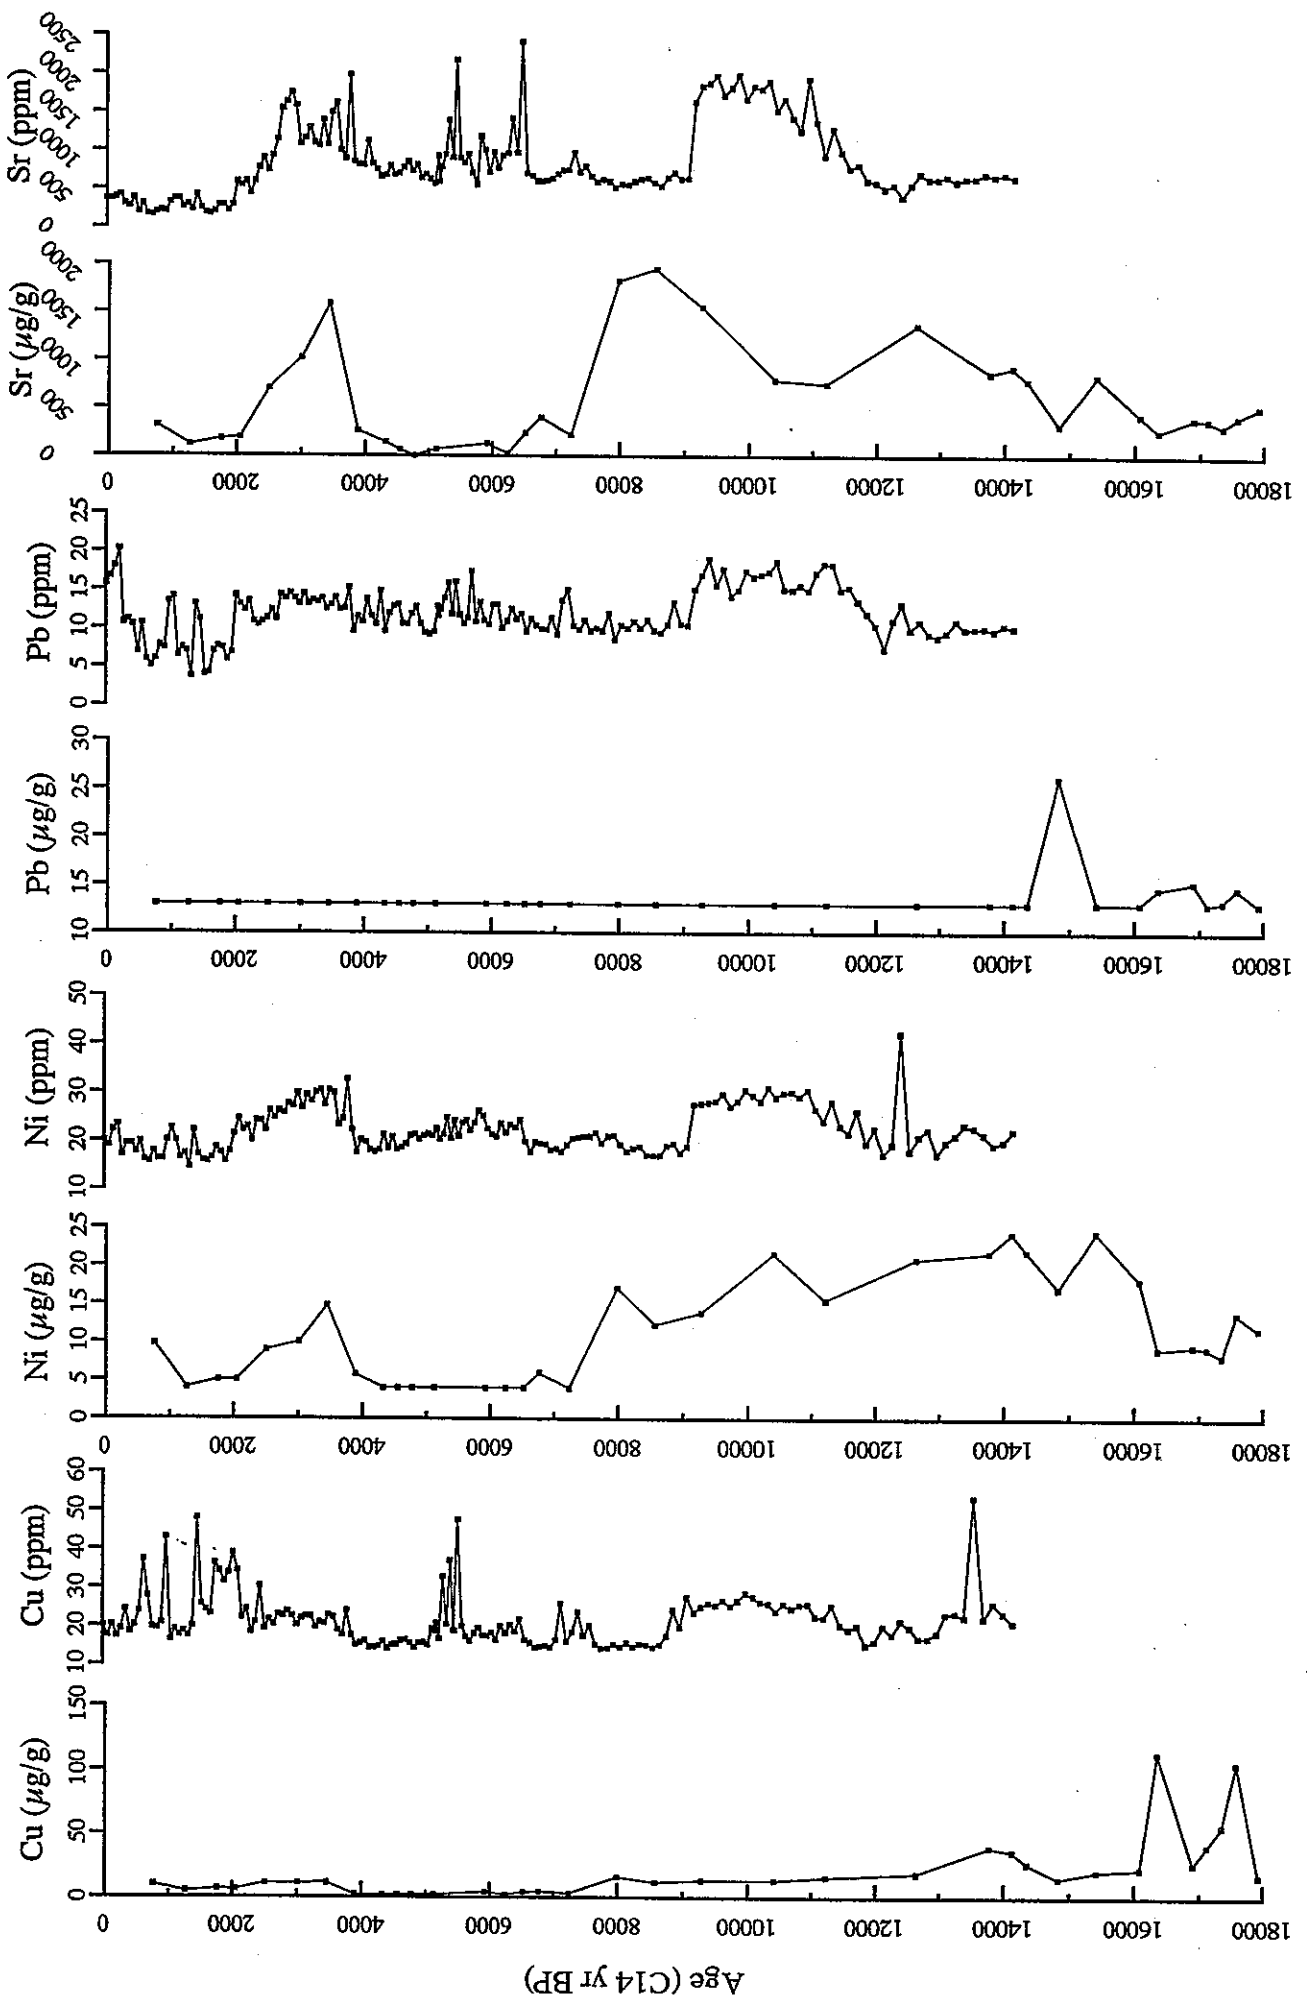 Sr (ppm)
0 500 1000 1500 2000 2500
Sr (µg/g)
0 500 1000 1500 2000
0 2000 4000 6000 8000 10000 12000 14000 16000 18000
Pb (ppm)
0 5 10 15 20 25
Pb (µg/g)
10 15 20 25 30
0 2000 4000 6000 8000 10000 12000 14000 16000 18000
Ni (ppm)
10 20 30 40 50
Ni (µg/g)
0 5 10 15 20 25
0 2000 4000 6000 8000 10000 12000 14000 16000 18000
Cu (ppm)
10 20 30 40 50 60
Cu (µg/g)
0 50 100 150
0 2000 4000 6000 8000 10000 12000 14000 16000 18000
Age (C14 yr BP)